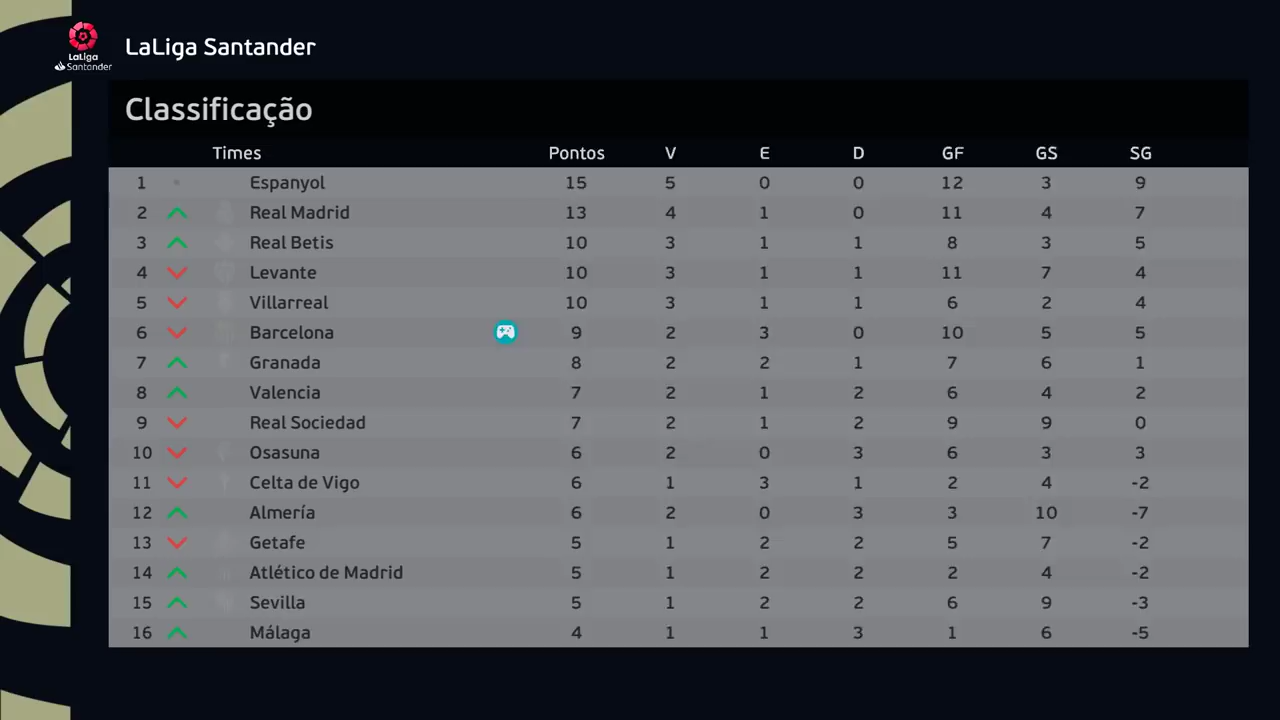 LaLiga
Santander
LaLiga Santander
Classificação
Times Pontos V E D GF GS SG
1 Espanyol 15 5 0 0 12 3 9
2 Real Madrid 13 4 1 0 11 4 7
3 Real Betis 10 3 1 1 8 3 5
4 Levante 10 3 1 1 11 7 4
5 Villarreal 10 3 1 1 6 2 4
6 Barcelona 9 2 3 0 10 5 5
7 Granada 8 2 2 1 7 6 1
8 Valencia 7 2 1 2 6 4 2
9 Real Sociedad 7 2 1 2 9 9 0
10 Osasuna 6 2 0 3 6 3 3
11 Celta de Vigo 6 1 3 1 2 4 -2
12 Almería 6 2 0 3 3 10 -7
13 Getafe 5 1 2 2 5 7 -2
14 Atlético de Madrid 5 1 2 2 2 4 -2
15 Sevilla 5 1 2 2 6 9 -3
16 Málaga 4 1 1 3 1 6 -5